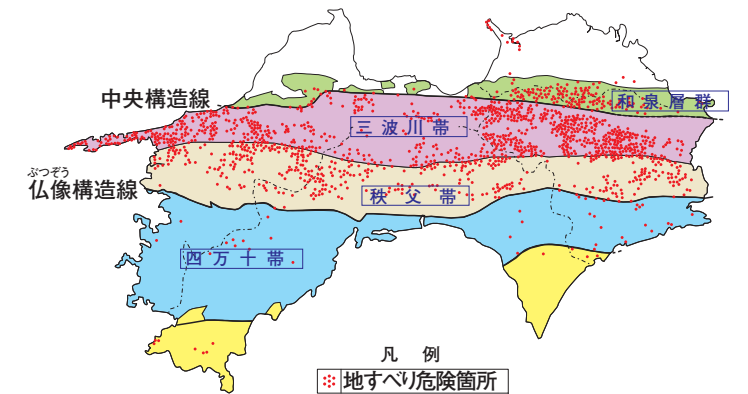 中央構造線
和泉層群
三波川帯
ぶつぞう
仏像構造線
秩父帯
四万十帯
凡例
地すべり危険箇所